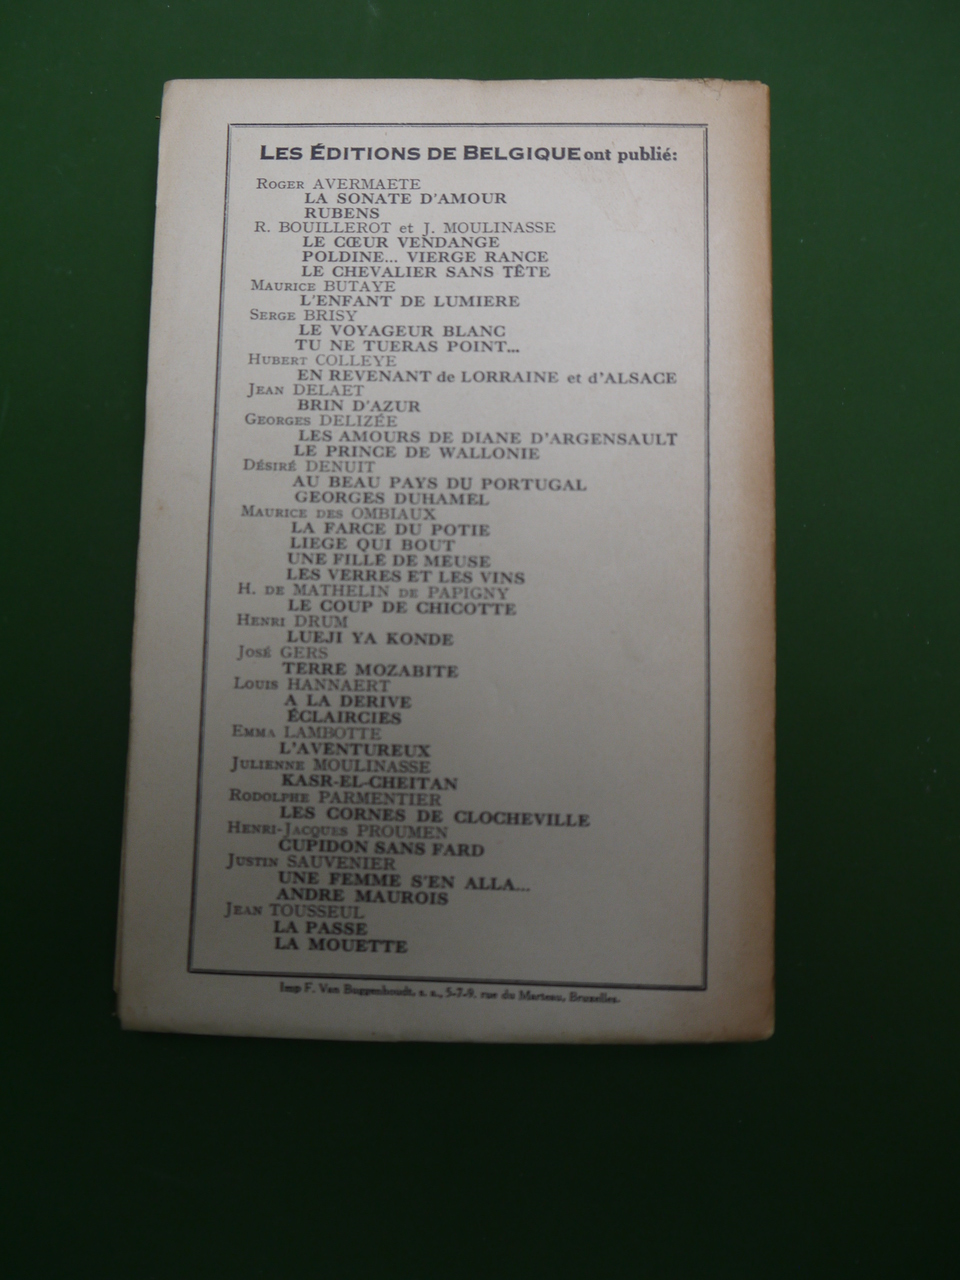 LES ÉDITIONS DE BELGIQUE ont publié:
ROGER AVERMAETE
LA SONATE D'AMOUR
RUBENS
R. BOUILLEROT et J. MOULINASSE
LE CŒUR VENDANGE
POLDINE... VIERGE RANCE
LE CHEVALIER SANS TÊTE
MAURICE BUTAYE
L'ENFANT DE LUMIERE
SERGE BRISY
LE VOYAGEUR BLANC
TU NE TUERAS POINT...
HUBERT COLLEYE
EN REVENANT de LORRAINE et d'ALSACE
JEAN DELAET
BRIN D'AZUR
GEORGES DELIZÉE
LES AMOURS DE DIANE D'ARGENSAULT
LE PRINCE DE WALLONIE
DÉSIRÉ DENUIT
AU BEAU PAYS DU PORTUGAL
GEORGES DUHAMEL
MAURICE DES OMBIAUX
LA FARCE DU POTIE
LIEGE QUI BOUT
UNE FILLE DE MEUSE
LES VERRES ET LES VINS
H. DE MATHELIN DE PAPIGNY
LE COUP DE CHICOTTE
HENRI DRUM
LUEJI YA KONDE
JOSÉ GERS
TERRE MOZABITE
LOUIS HANNAERT
A LA DERIVE
ÉCLAIRCIES
EMMA LAMBOTTE
L'AVENTUREUX
JULIENNE MOULINASSE
KASR-EL-CHEITAN
RODOLPHE PARMENTIER
LES CORNES DE CLOCHEVILLE
HENRI-JACQUES PROUMEN
CUPIDON SANS FARD
JUSTIN SAUVENIER
UNE FEMME S'EN ALLA...
ANDRE MAUROIS
JEAN TOUSSEUL
LA PASSE
LA MOUETTE
Imp F. Van Buggenhoudt, s. a., 5-7-9, rue du Marteau, Bruxelles.